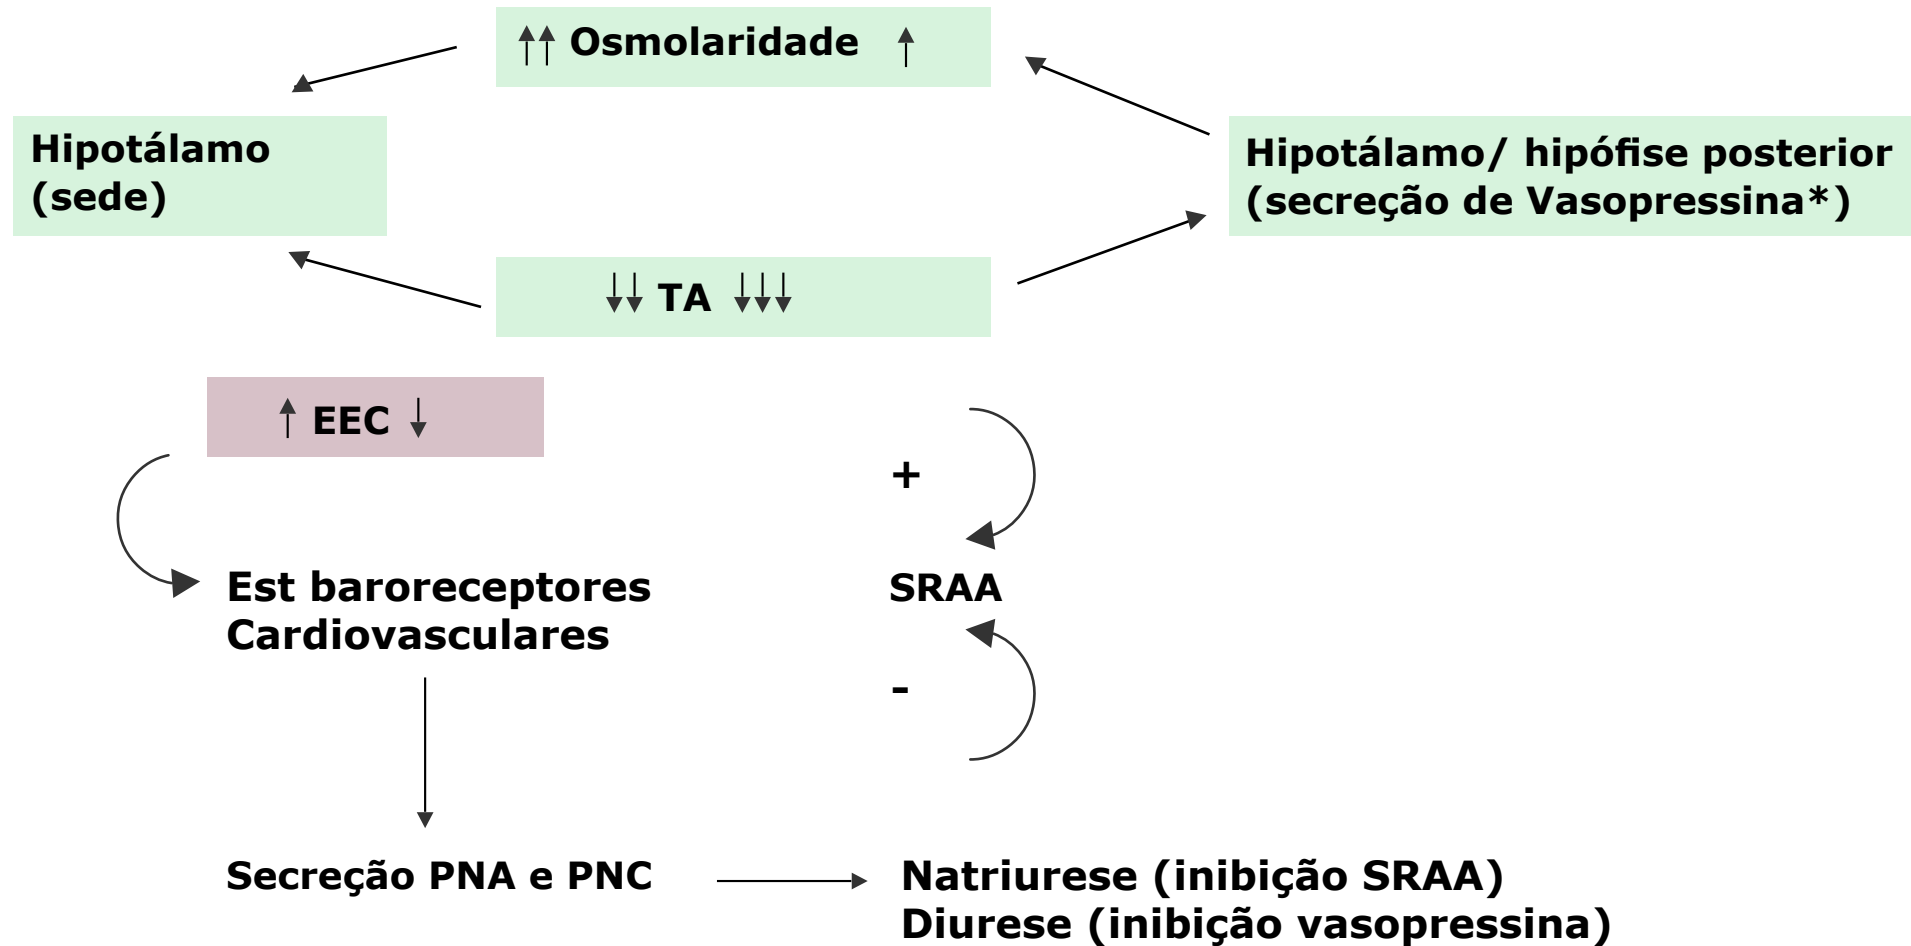 ↑↑ Osmolaridade ↑
Hipotálamo
(sede)
Hipotálamo/ hipófise posterior
(secreção de Vasopressina*)
↓↓ TA ↓↓↓
↑ EEC ↓
+
Est baroreceptores
Cardiovasculares
SRAA
-
Secreção PNA e PNC
Natriurese (inibição SRAA)
Diurese (inibição vasopressina)